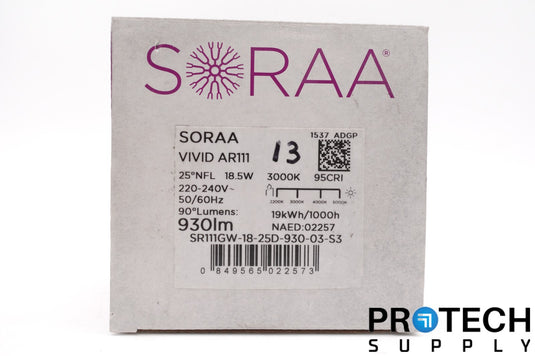 SORAA®
SORAA
1537 ADGP
VIVID AR111
13
25°NFL 18.5W 3000K 95CRI
220-240V~
50/60Hz
2200K 3000K 4000K 5000K
90°Lumens:
19kWh/1000h
930lm
NAED:02257
SR111GW-18-25D-930-03-S3
0 849565 022573
PROTECH
SUPPLY